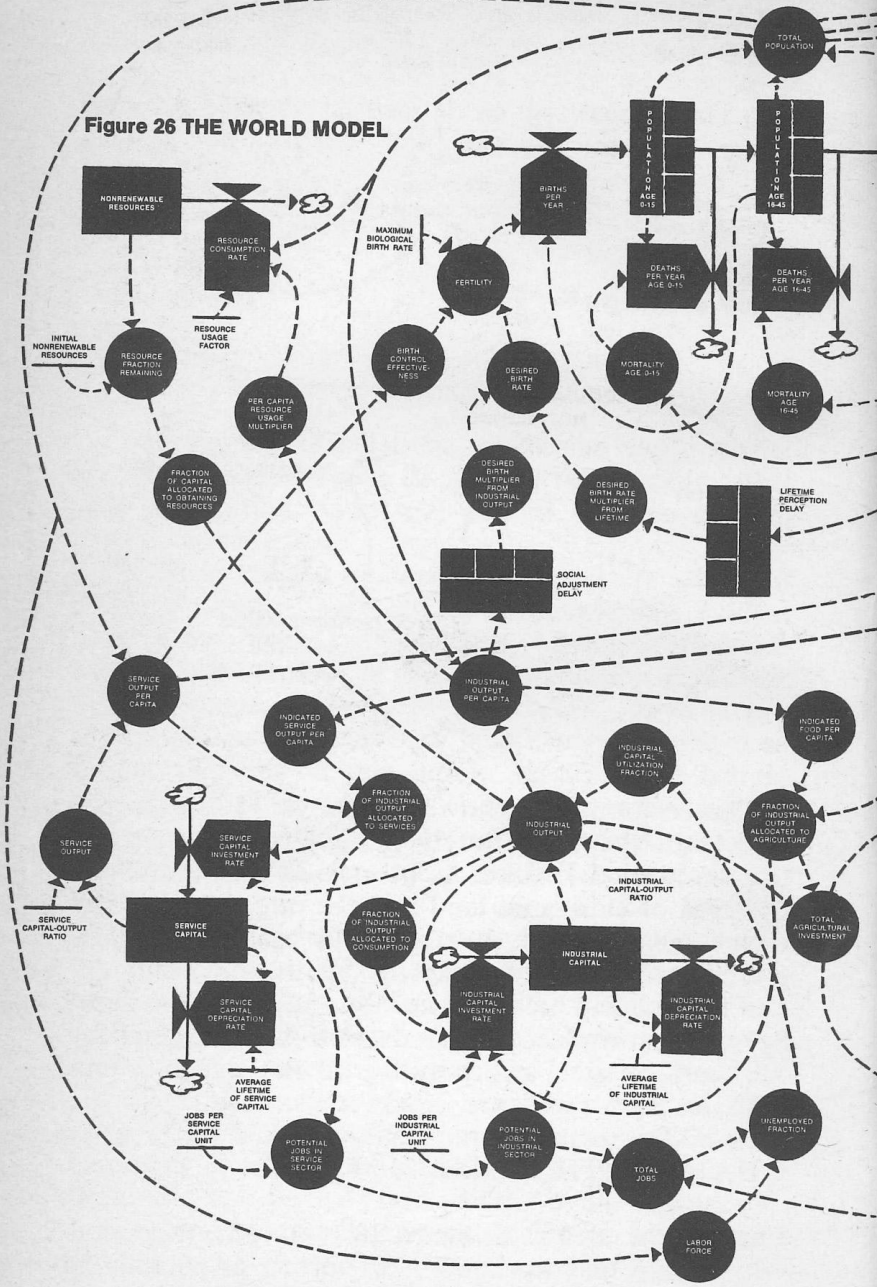 TOTAL
POPULATION
Figure 26 THE WORLD MODEL
POPULATION
AGE
0-15
POPULATION
AGE
16-45
NONRENEWABLE
RESOURCES
BIRTHS
PER
YEAR
RESOURCE
CONSUMPTION
RATE
MAXIMUM
BIOLOGICAL
BIRTH RATE
FERTILITY
DEATHS
PER YEAR
AGE 0-15
DEATHS
PER YEAR
AGE 16-45
RESOURCE
USAGE
FACTOR
INITIAL
NONRENEWABLE
RESOURCES
RESOURCE
FRACTION
REMAINING
BIRTH
CONTROL
EFFECTIVE-
NESS
DESIRED
BIRTH
RATE
MORTALITY
AGE 0-15
MORTALITY
AGE
16-45
PER CAPITA
RESOURCE
USAGE
MULTIPLIER
FRACTION
OF CAPITAL
ALLOCATED
TO OBTAINING
RESOURCES
DESIRED
BIRTH
MULTIPLIER
FROM
INDUSTRIAL
OUTPUT
DESIRED
BIRTH RATE
MULTIPLIER
FROM
LIFETIME
LIFETIME
PERCEPTION
DELAY
SOCIAL
ADJUSTMENT
DELAY
SERVICE
OUTPUT
PER
CAPITA
INDUSTRIAL
OUTPUT
PER CAPITA
INDICATED
SERVICE
OUTPUT PER
CAPITA
INDUSTRIAL
CAPITAL
UTILIZATION
FRACTION
INDICATED
FOOD PER
CAPITA
FRACTION
OF INDUSTRIAL
OUTPUT
ALLOCATED
TO SERVICES
INDUSTRIAL
OUTPUT
FRACTION
OF INDUSTRIAL
OUTPUT
ALLOCATED TO
AGRICULTURE
SERVICE
OUTPUT
SERVICE
CAPITAL
INVESTMENT
RATE
INDUSTRIAL
CAPITAL-OUTPUT
RATIO
SERVICE
CAPITAL-OUTPUT
RATIO
SERVICE
CAPITAL
FRACTION
OF INDUSTRIAL
OUTPUT
ALLOCATED TO
CONSUMPTION
INDUSTRIAL
CAPITAL
TOTAL
AGRICULTURAL
INVESTMENT
SERVICE
CAPITAL
DEPRECIATION
RATE
INDUSTRIAL
CAPITAL
INVESTMENT
RATE
INDUSTRIAL
CAPITAL
DEPRECIATION
RATE
AVERAGE
LIFETIME
OF SERVICE
CAPITAL
AVERAGE
LIFETIME
OF INDUSTRIAL
CAPITAL
JOBS PER
SERVICE
CAPITAL
UNIT
POTENTIAL
JOBS IN
SERVICE
SECTOR
JOBS PER
INDUSTRIAL
CAPITAL
UNIT
POTENTIAL
JOBS IN
INDUSTRIAL
SECTOR
TOTAL
JOBS
UNEMPLOYED
FRACTION
LABOR
FORCE